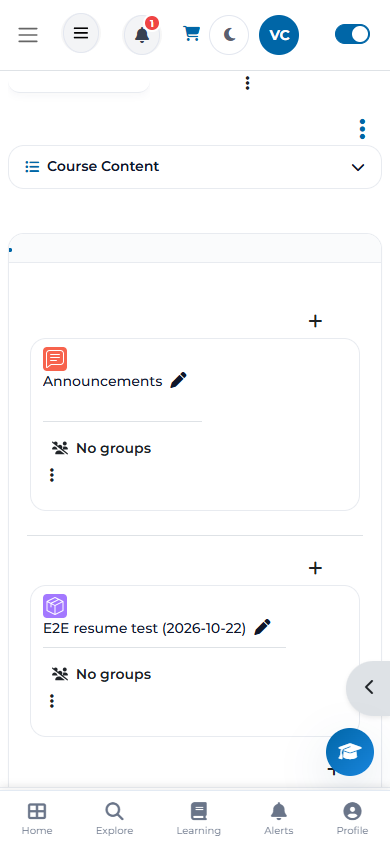 1
VC
Course Content
Announcements
No groups
E2E resume test (2026-10-22)
No groups
Home
Explore
Learning
Alerts
Profile